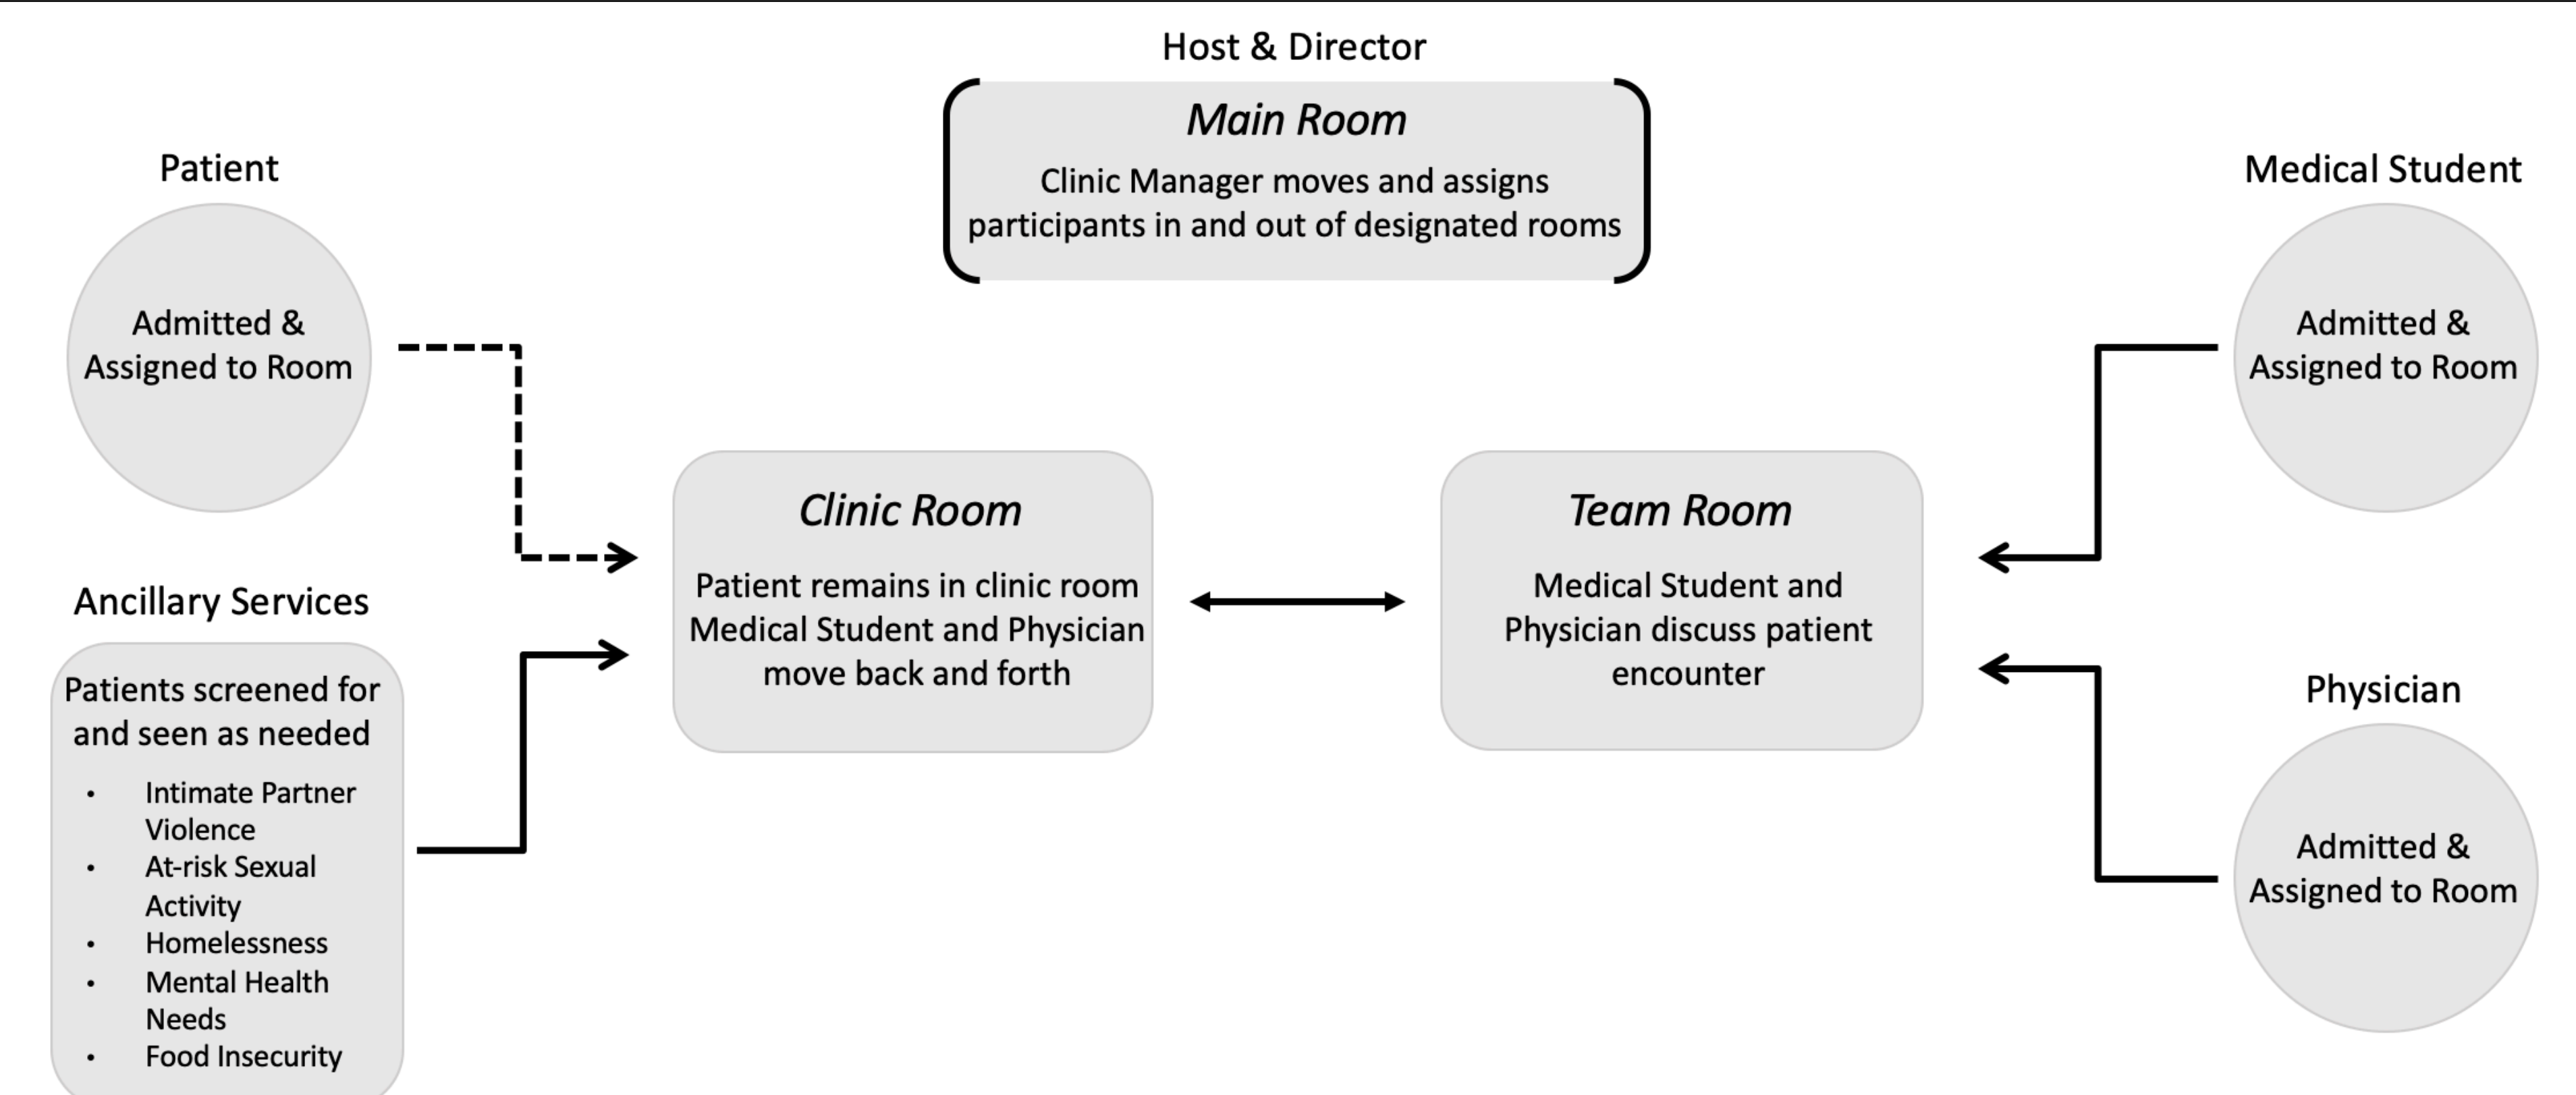 Host & Director
Main Room
Clinic Manager moves and assigns
participants in and out of designated rooms
Patient
Admitted &
Assigned to Room
Ancillary Services
Patients screened for
and seen as needed
• Intimate Partner
Violence
• At-risk Sexual
Activity
• Homelessness
• Mental Health
Needs
• Food Insecurity
Clinic Room
Patient remains in clinic room
Medical Student and Physician
move back and forth
Team Room
Medical Student and
Physician discuss patient
encounter
Medical Student
Admitted &
Assigned to Room
Physician
Admitted &
Assigned to Room